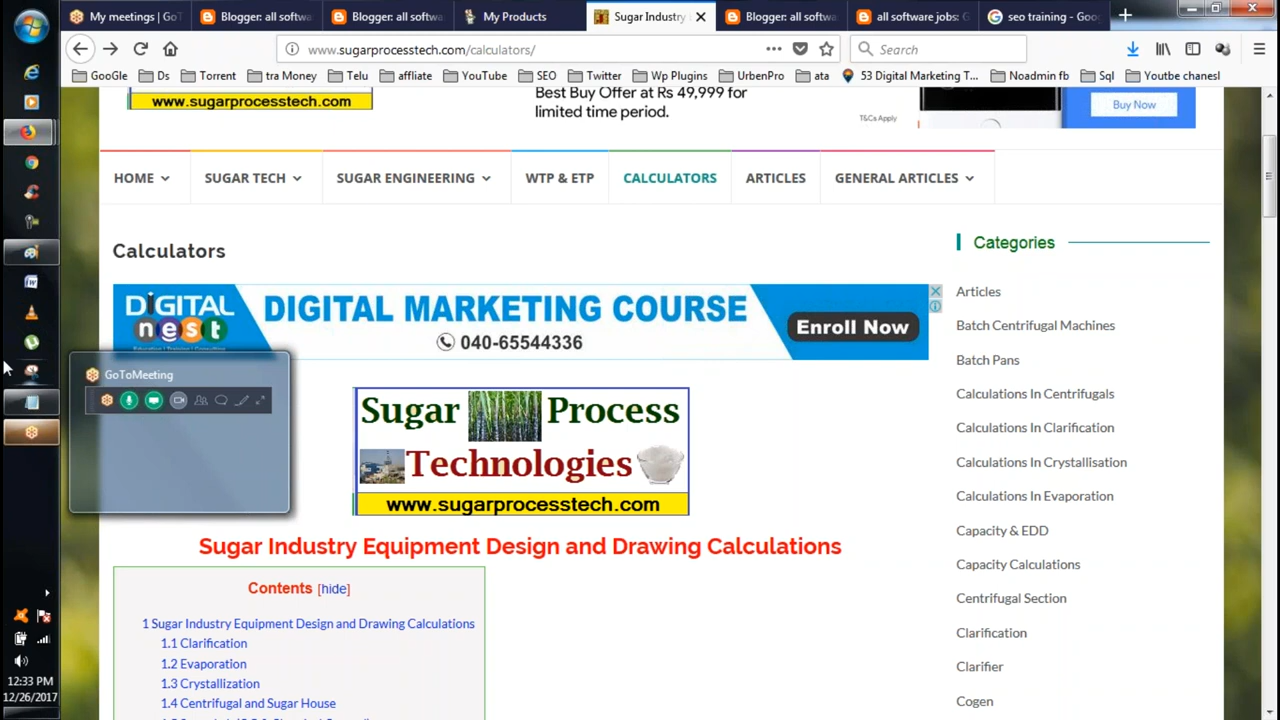 My meetings | GoT
Blogger: all softwa
Blogger: all softwa
My Products
Sugar Industry
Blogger: all softwa
all software jobs: G
seo training - Goo
www.sugarprocesstech.com/calculators/
Search
GooGle
Ds
Torrent
tra Money
Telu
affliate
YouTube
SEO
Twitter
Wp Plugins
UrbenPro
ata
53 Digital Marketing T...
Noadmin fb
Sql
Youtbe chanesl
www.sugarprocesstech.com
Best Buy Offer at Rs 49,999 for
limited time period.
T&Cs Apply
Buy Now
HOME
SUGAR TECH
SUGAR ENGINEERING
WTP & ETP
CALCULATORS
ARTICLES
GENERAL ARTICLES
Calculators
DIGITAL
nest
DIGITAL MARKETING COURSE
040-65544336
Enroll Now
GoToMeeting
Sugar Process
Technologies
www.sugarprocesstech.com
Sugar Industry Equipment Design and Drawing Calculations
Contents [hide]
1 Sugar Industry Equipment Design and Drawing Calculations
1.1 Clarification
1.2 Evaporation
1.3 Crystallization
1.4 Centrifugal and Sugar House
Categories
Articles
Batch Centrifugal Machines
Batch Pans
Calculations In Centrifugals
Calculations In Clarification
Calculations In Crystallisation
Calculations In Evaporation
Capacity & EDD
Capacity Calculations
Centrifugal Section
Clarification
Clarifier
Cogen
12:33 PM
12/26/2017